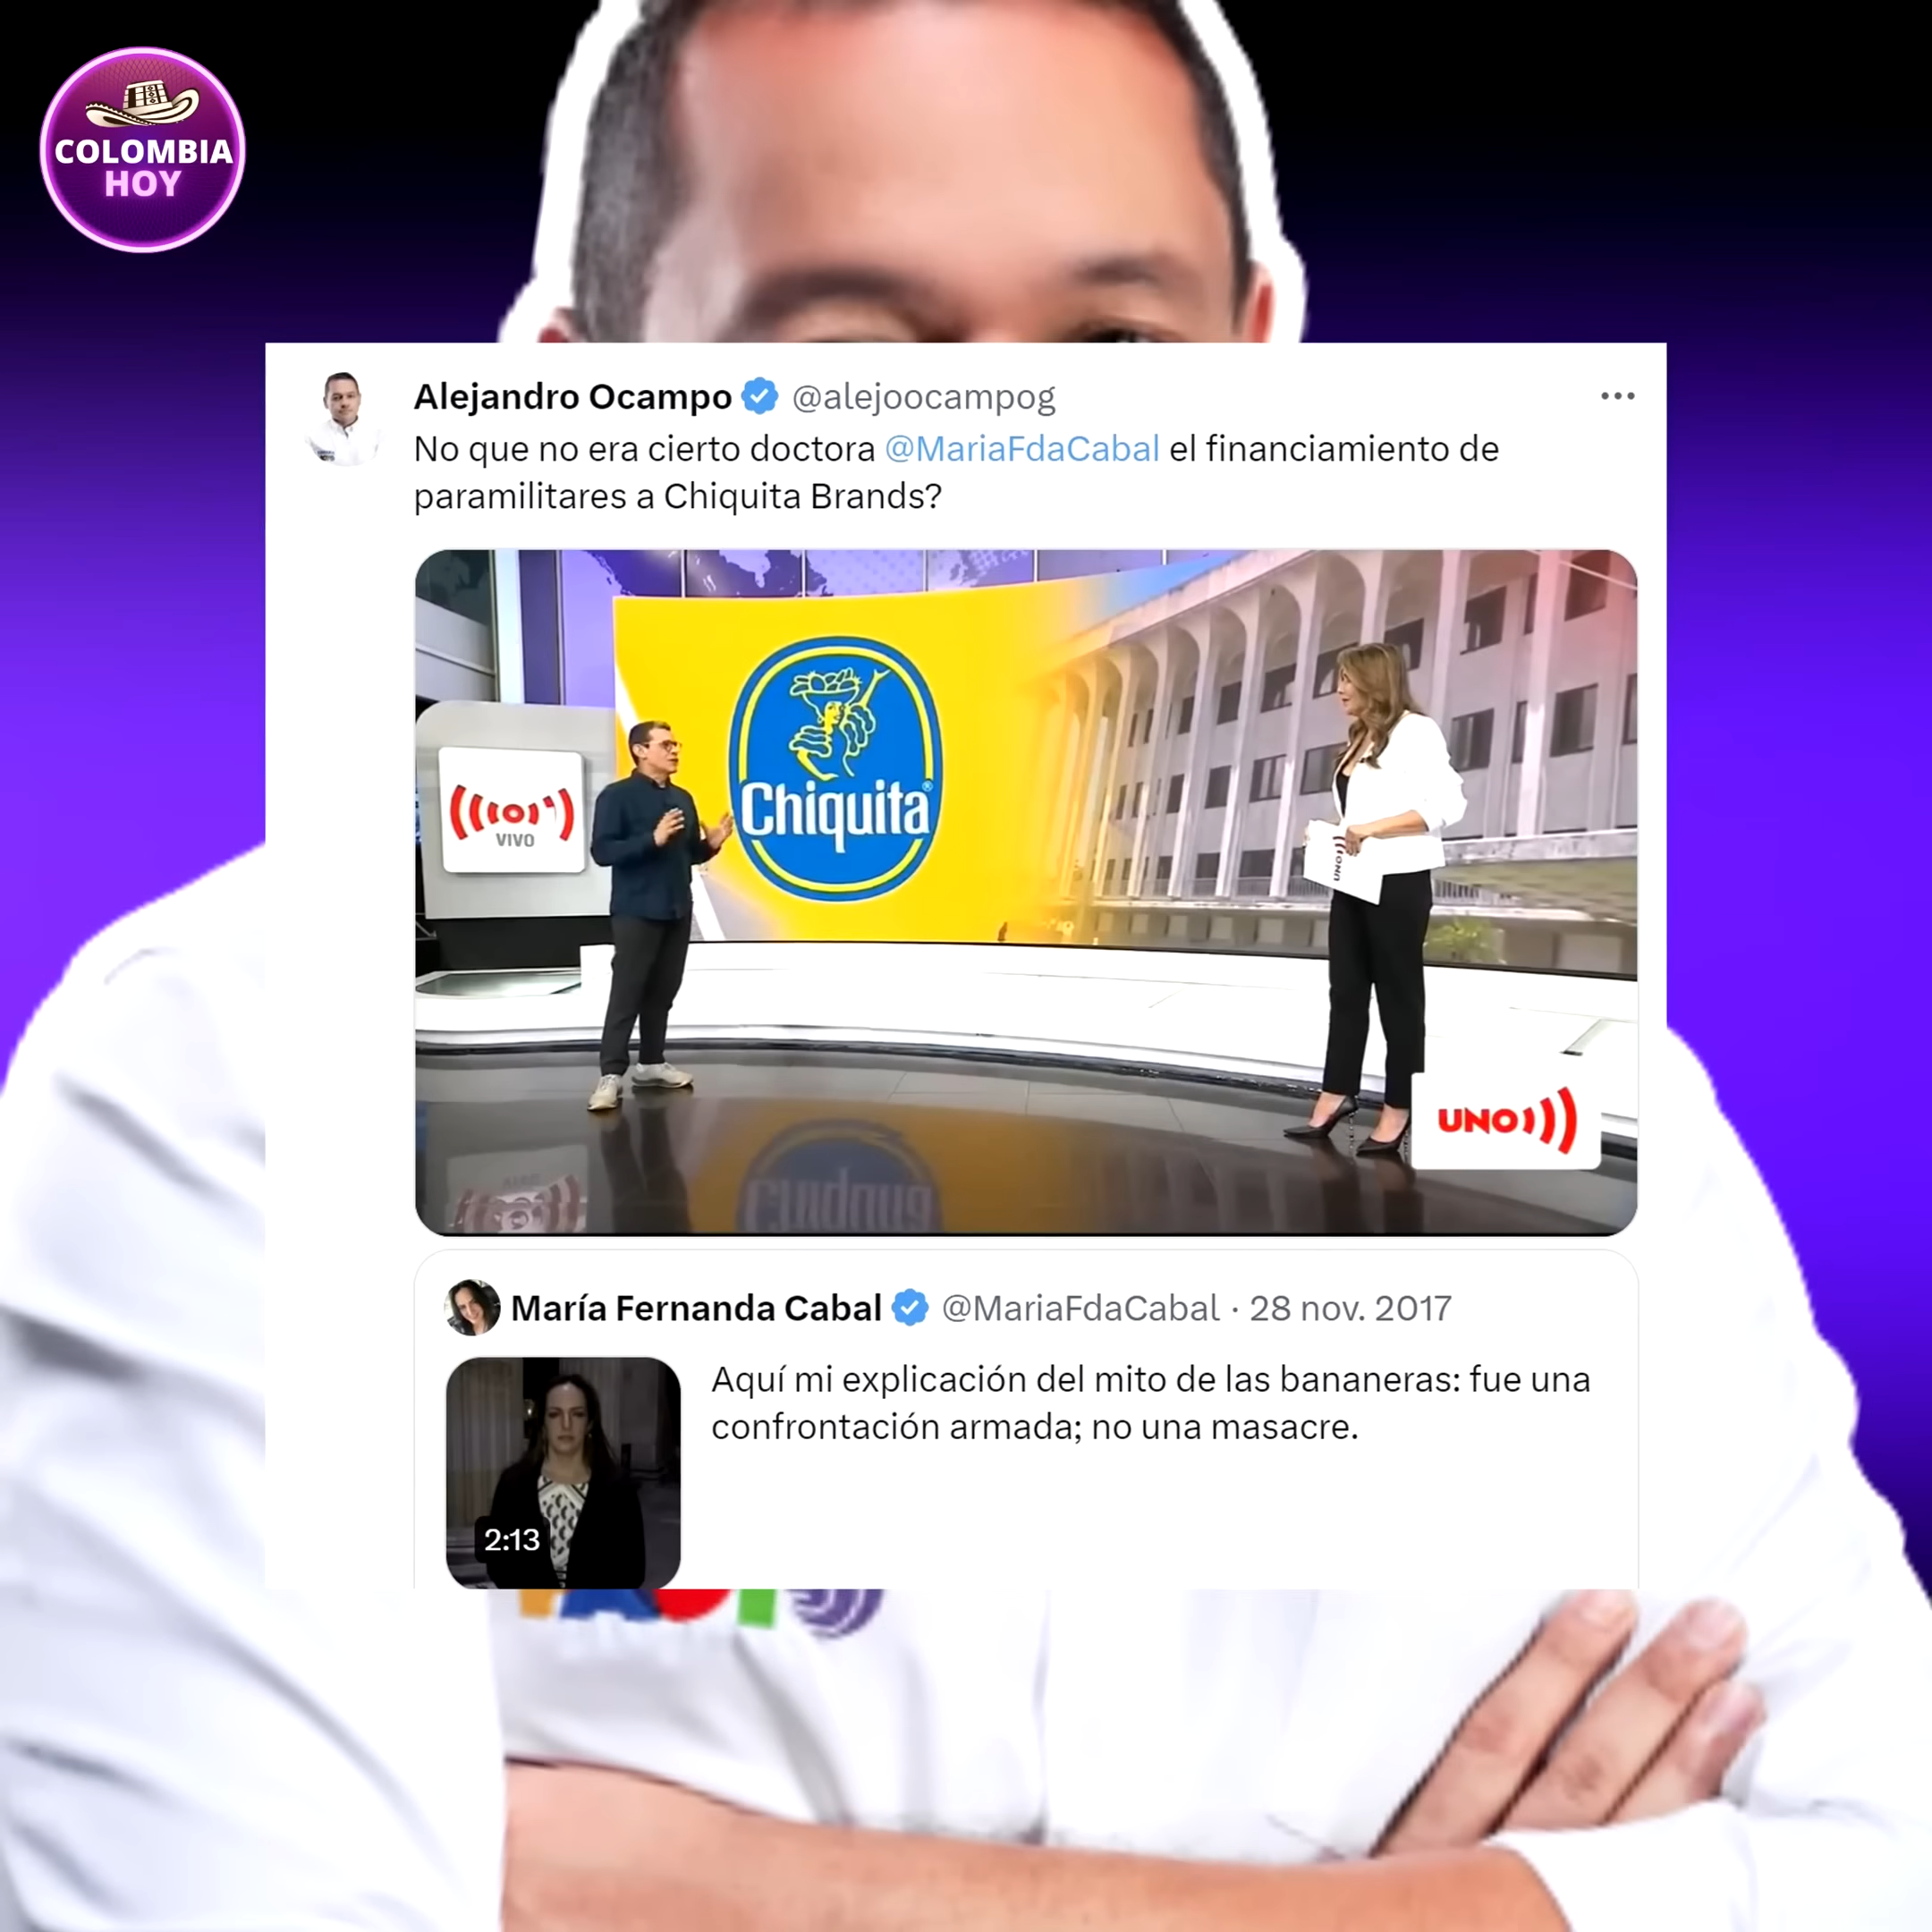 COLOMBIA
HOY
Alejandro Ocampo @alejoocampog
No que no era cierto doctora @MariaFdaCabal el financiamiento de
paramilitares a Chiquita Brands?
VIVO
Chiquita®
UNO
UNO
María Fernanda Cabal @MariaFdaCabal · 28 nov. 2017
Aquí mi explicación del mito de las bananeras: fue una
confrontación armada; no una masacre.
2:13